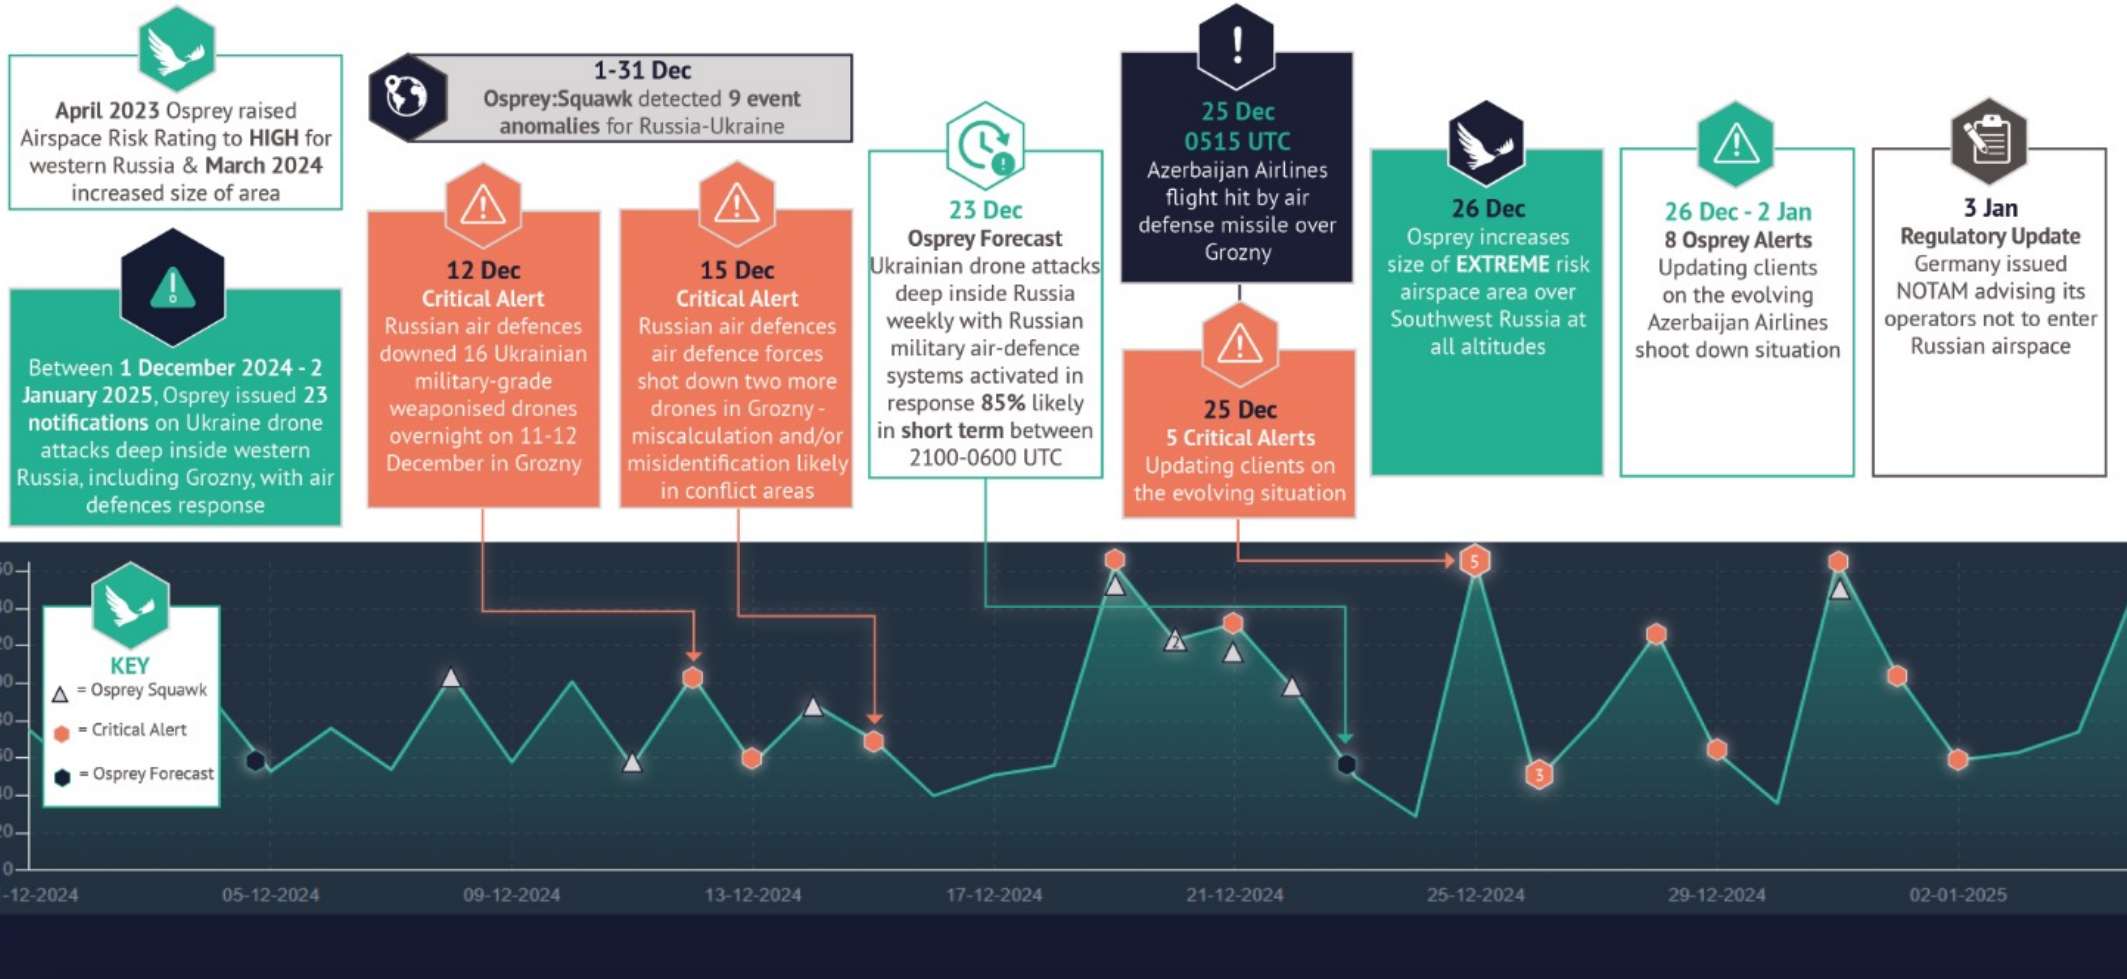 April 2023 Osprey raised
Airspace Risk Rating to HIGH for
western Russia & March 2024
increased size of area
Between 1 December 2024 - 2
January 2025, Osprey issued 23
notifications on Ukraine drone
attacks deep inside western
Russia, including Grozny, with air
defences response
1-31 Dec
Osprey:Squawk detected 9 event
anomalies for Russia-Ukraine
12 Dec
Critical Alert
Russian air defences
downed 16 Ukrainian
military-grade
weaponised drones
overnight on 11-12
December in Grozny
15 Dec
Critical Alert
Russian air defences
air defence forces
shot down two more
drones in Grozny -
miscalculation and/or
misidentification likely
in conflict areas
23 Dec
Osprey Forecast
Ukrainian drone attacks
deep inside Russia
weekly with Russian
military air-defence
systems activated in
response 85% likely
in short term between
2100-0600 UTC
25 Dec
0515 UTC
Azerbaijan Airlines
flight hit by air
defense missile over
Grozny
25 Dec
5 Critical Alerts
Updating clients on
the evolving situation
26 Dec
Osprey increases
size of EXTREME risk
airspace area over
Southwest Russia at
all altitudes
26 Dec - 2 Jan
8 Osprey Alerts
Updating clients
on the evolving
Azerbaijan Airlines
shoot down situation
3 Jan
Regulatory Update
Germany issued
NOTAM advising its
operators not to enter
Russian airspace
60
40
20
00
80
60
40
20
0
KEY
= Osprey Squawk
= Critical Alert
= Osprey Forecast
2
5
3
-12-2024
05-12-2024
09-12-2024
13-12-2024
17-12-2024
21-12-2024
25-12-2024
29-12-2024
02-01-2025